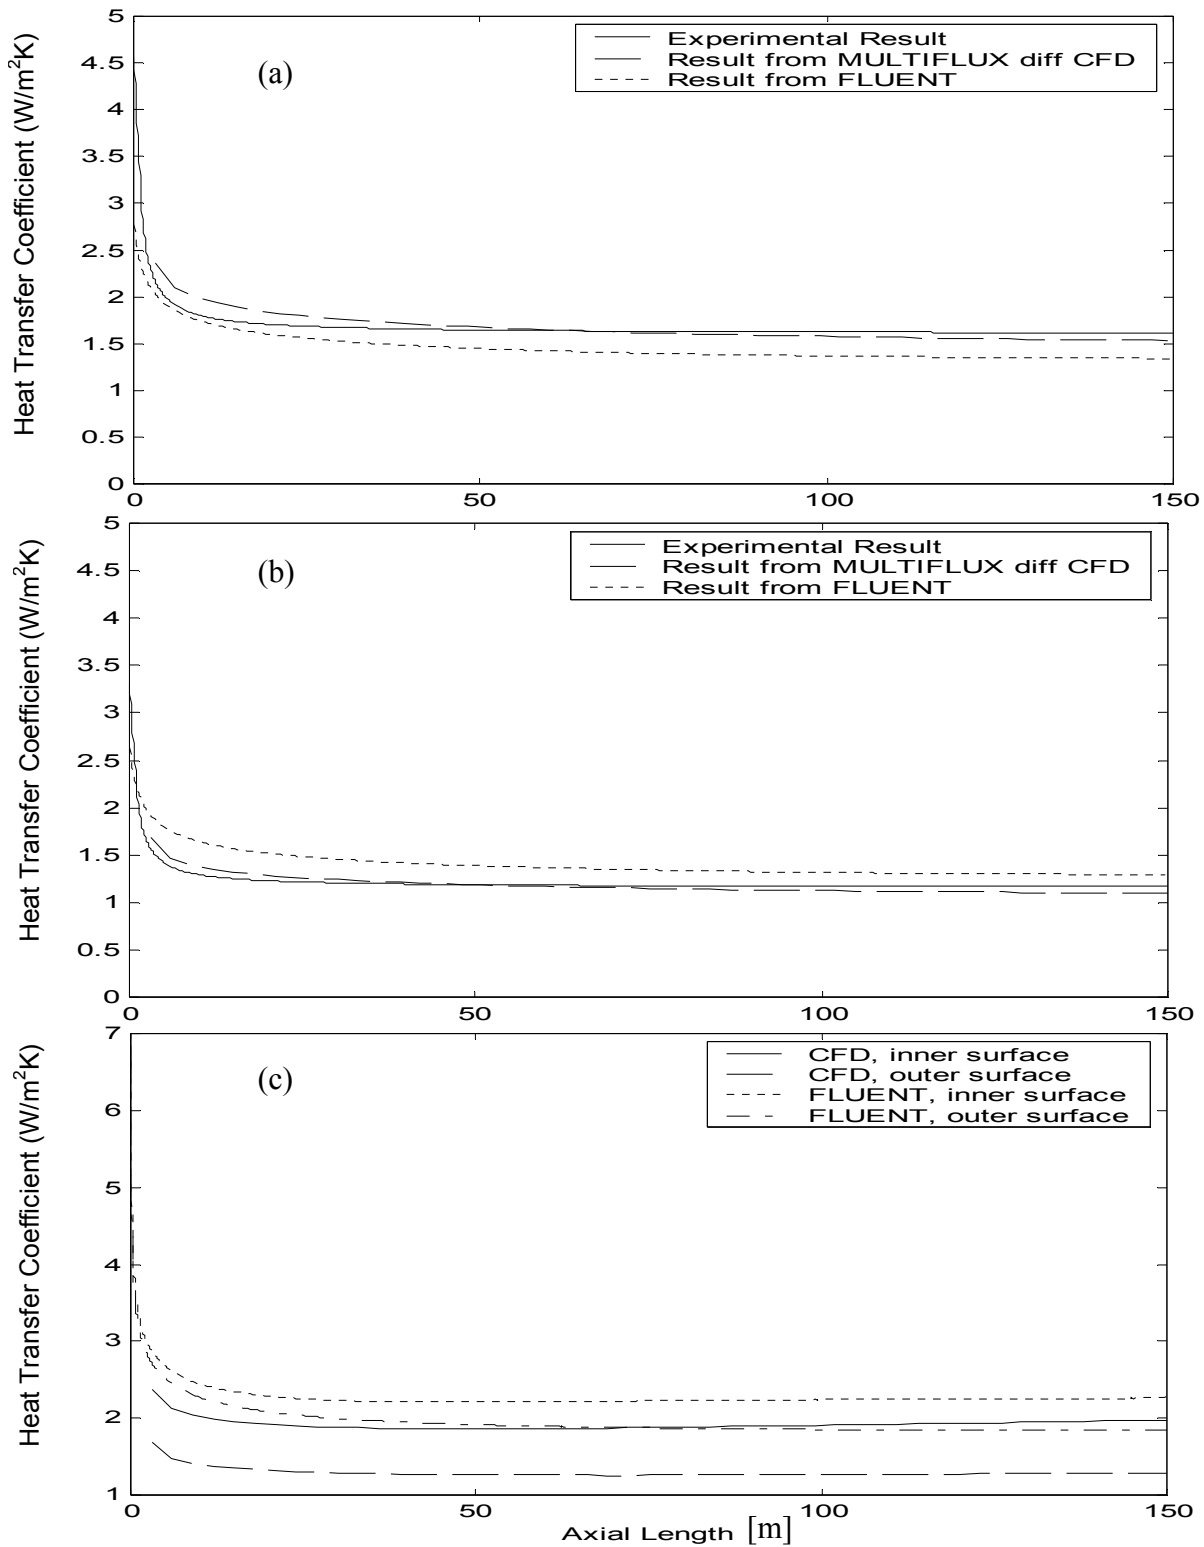 Heat Transfer Coefficient (W/m²K)
5
4.5
4
3.5
3
2.5
2
1.5
1
0.5
0
(a)
Experimental Result
Result from MULTIFLUX diff CFD
Result from FLUENT
0
50
100
150
Heat Transfer Coefficient (W/m²K)
5
4.5
4
3.5
3
2.5
2
1.5
1
0.5
0
(b)
Experimental Result
Result from MULTIFLUX diff CFD
Result from FLUENT
0
50
100
150
Heat Transfer Coefficient (W/m²K)
7
6
5
4
3
2
1
(c)
CFD, inner surface
CFD, outer surface
FLUENT, inner surface
FLUENT, outer surface
0
50
100
150
Axial Length [m]